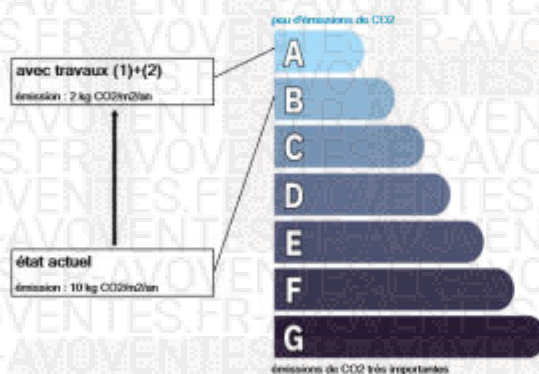 peu d'émissions de CO2
A
avec travaux (1)+(2)
émission : 2 kg CO2/m2/an
B
C
D
E
état actuel
émission : 10 kg CO2/m2/an
F
G
émissions de CO2 très importantes